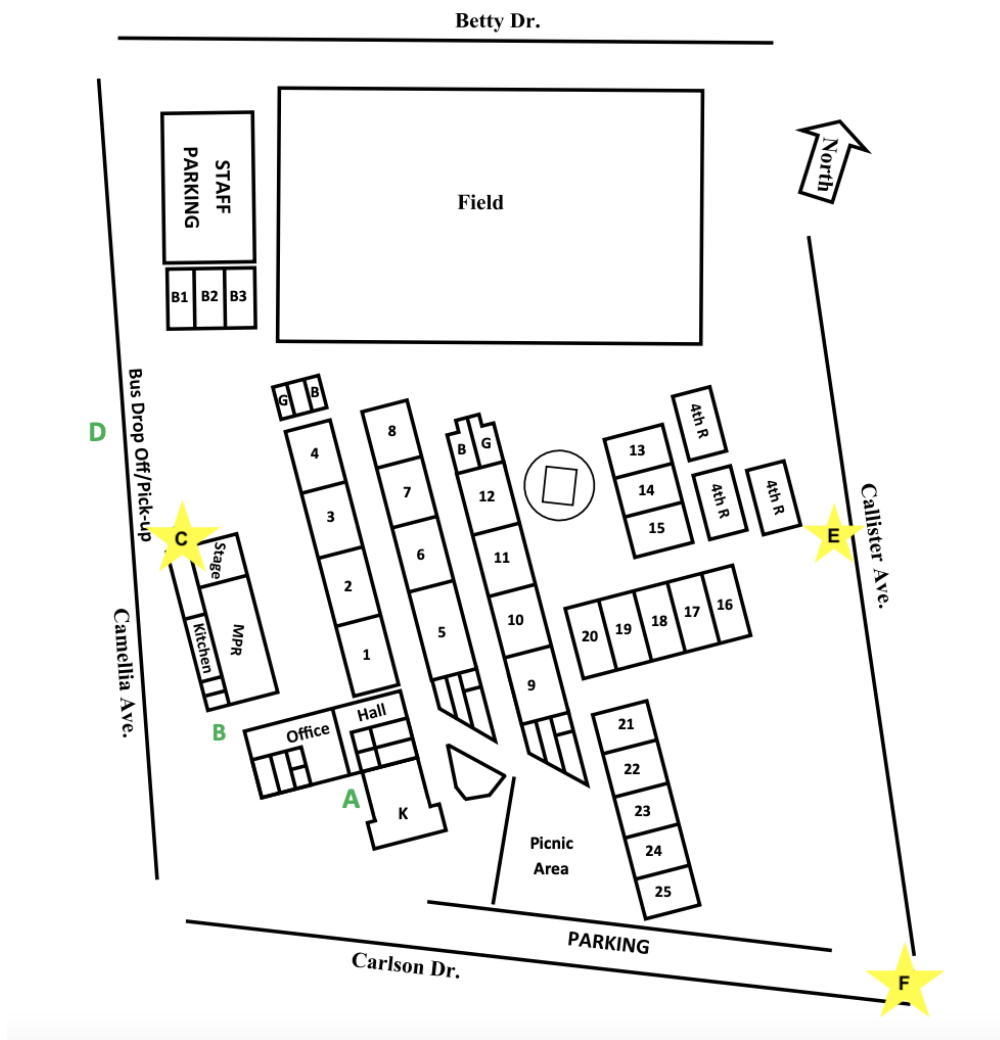 Betty Dr.
North
STAFF
PARKING
Field
B1
B2
B3
Bus Drop Off/Pick-up
D
G
B
8
4
7
3
6
2
5
1
B
G
12
11
10
9
13
14
15
4th R
4th R
4th R
E
Callister Ave.
C
Stage
Kitchen
MPR
Camellia Ave.
B
20
19
18
17
16
Office
Hall
A
K
21
22
23
24
25
Picnic
Area
PARKING
Carlson Dr.
F